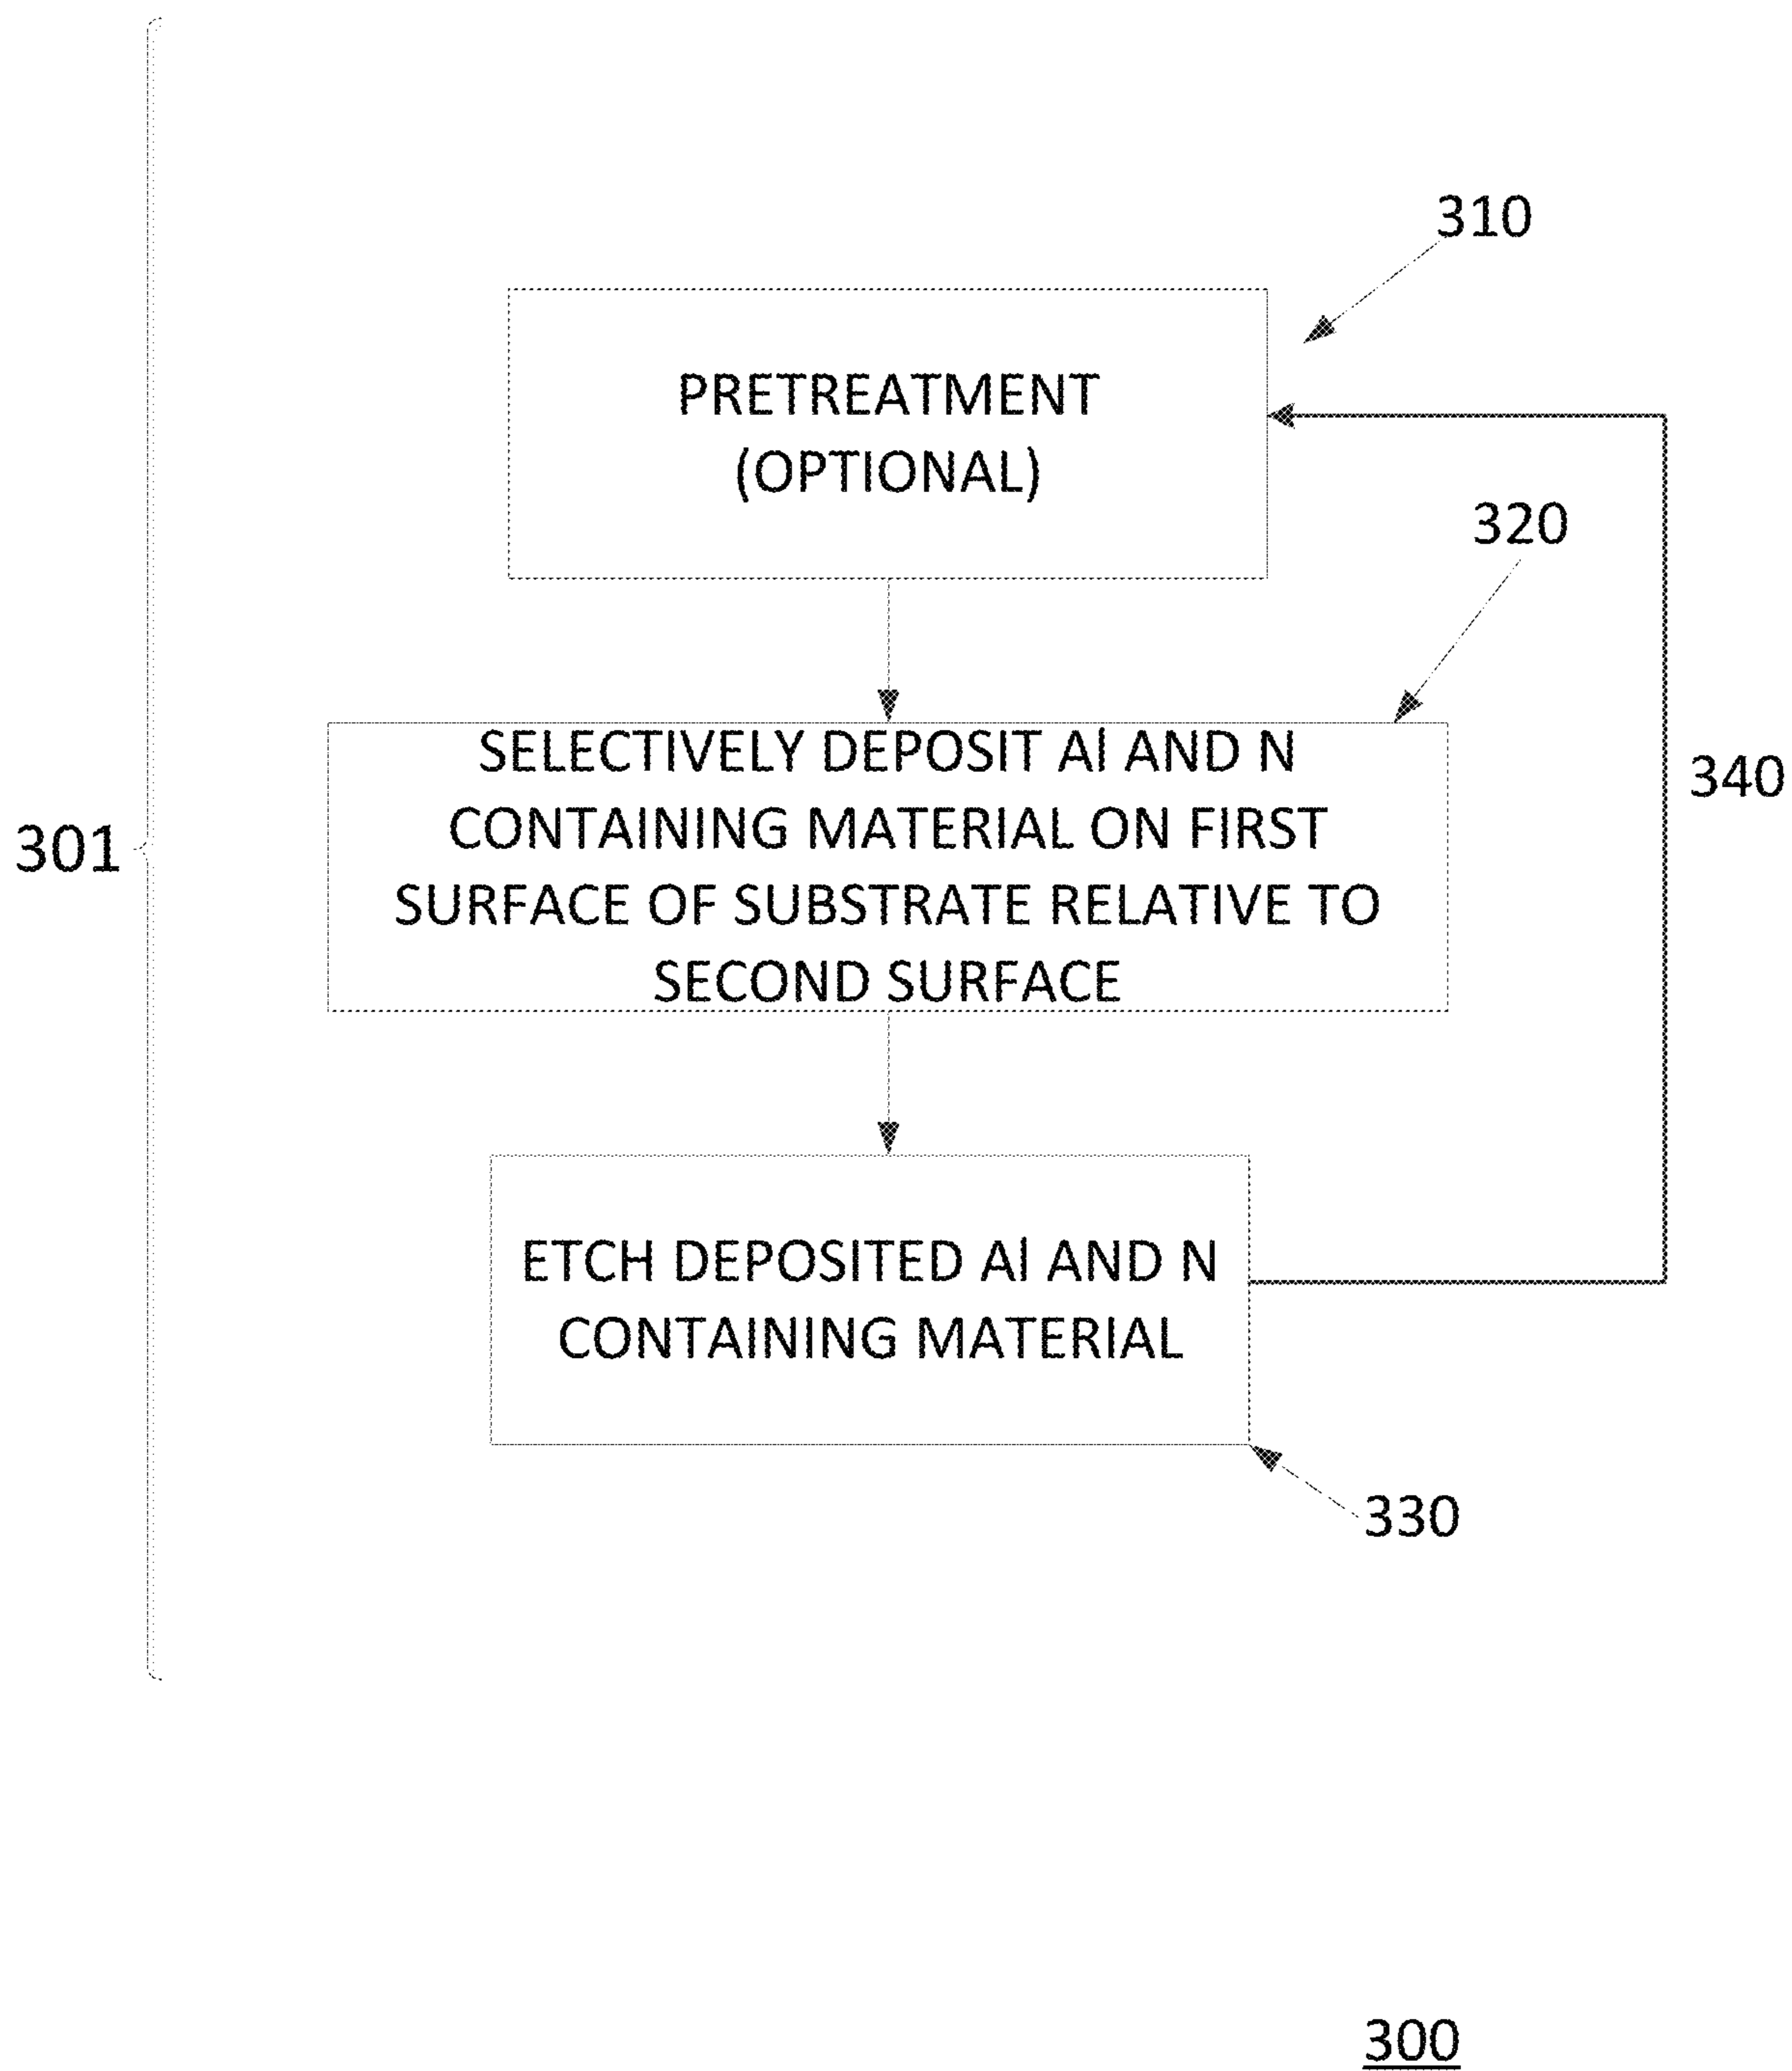 310
PRETREATMENT
(OPTIONAL)
320
SELECTIVELY DEPOSIT Al AND N
CONTAINING MATERIAL ON FIRST
SURFACE OF SUBSTRATE RELATIVE TO
SECOND SURFACE
340
301
ETCH DEPOSITED Al AND N
CONTAINING MATERIAL
330
300